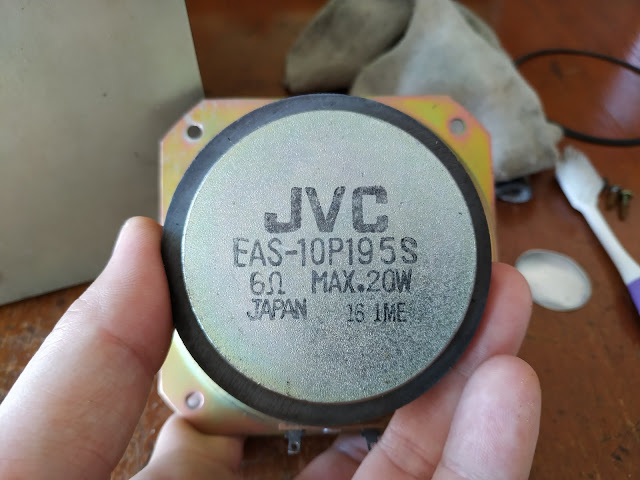 JVC
EAS-10P195S
6Ω MAX.20W
JAPAN 16 1ME